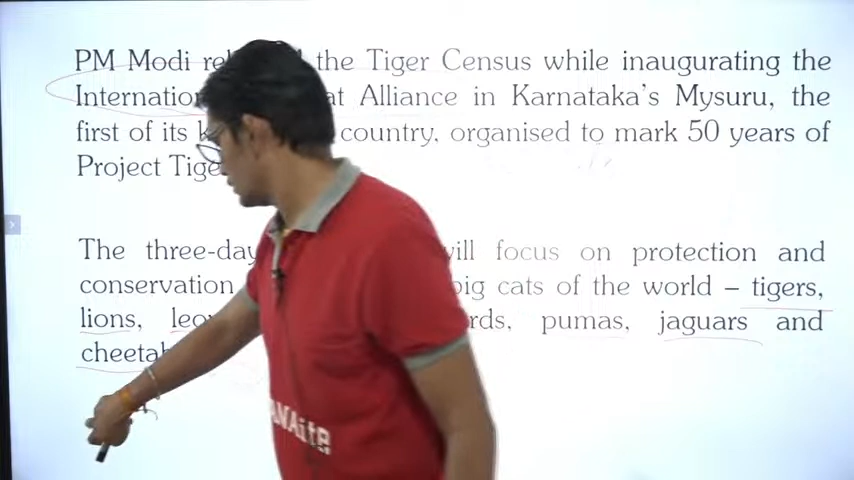 PM Modi the Tiger Census while inaugurating the
Alliance in Karnataka's Mysuru, the
first of its country, organised to mark 50 years of
Project
The three-day will focus on protection and
conservation big cats of the world – tigers,
lions, pumas, jaguars and